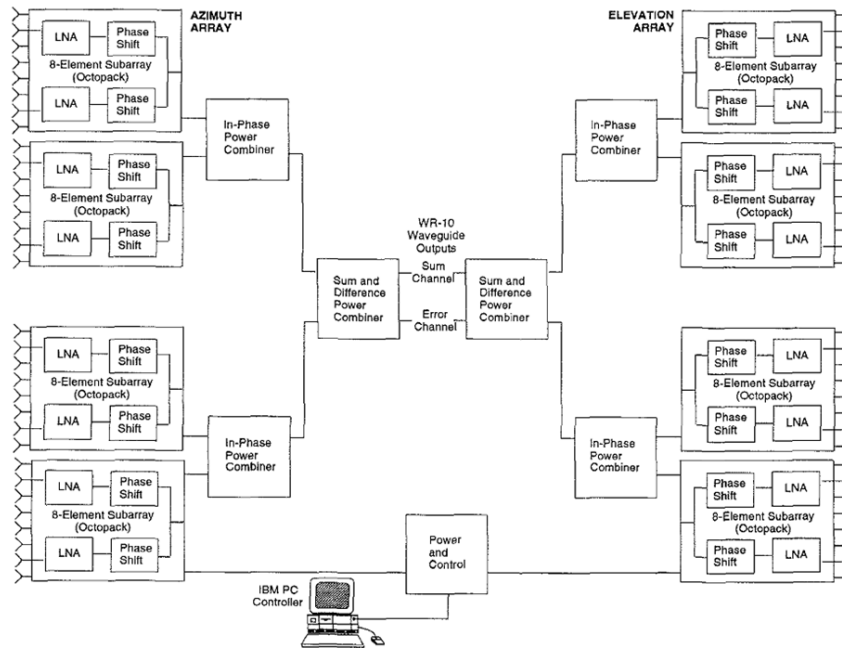 AZIMUTH
ARRAY
LNA
Phase
Shift
8-Element Subarray
(Octopack)
LNA
Phase
Shift
LNA
Phase
Shift
8-Element Subarray
(Octopack)
LNA
Phase
Shift
In-Phase
Power
Combiner
ELEVATION
ARRAY
Phase
Shift
LNA
8-Element Subarray
(Octopack)
Phase
Shift
LNA
Phase
Shift
LNA
8-Element Subarray
(Octopack)
Phase
Shift
LNA
In-Phase
Power
Combiner
WR-10
Waveguide
Outputs
Sum
Channel
Error
Channel
Sum and
Difference
Power
Combiner
Sum and
Difference
Power
Combiner
LNA
Phase
Shift
8-Element Subarray
(Octopack)
LNA
Phase
Shift
LNA
Phase
Shift
8-Element Subarray
(Octopack)
LNA
Phase
Shift
In-Phase
Power
Combiner
Phase
Shift
LNA
8-Element Subarray
(Octopack)
Phase
Shift
LNA
Phase
Shift
LNA
8-Element Subarray
(Octopack)
Phase
Shift
LNA
In-Phase
Power
Combiner
Power
and
Control
IBM PC
Controller